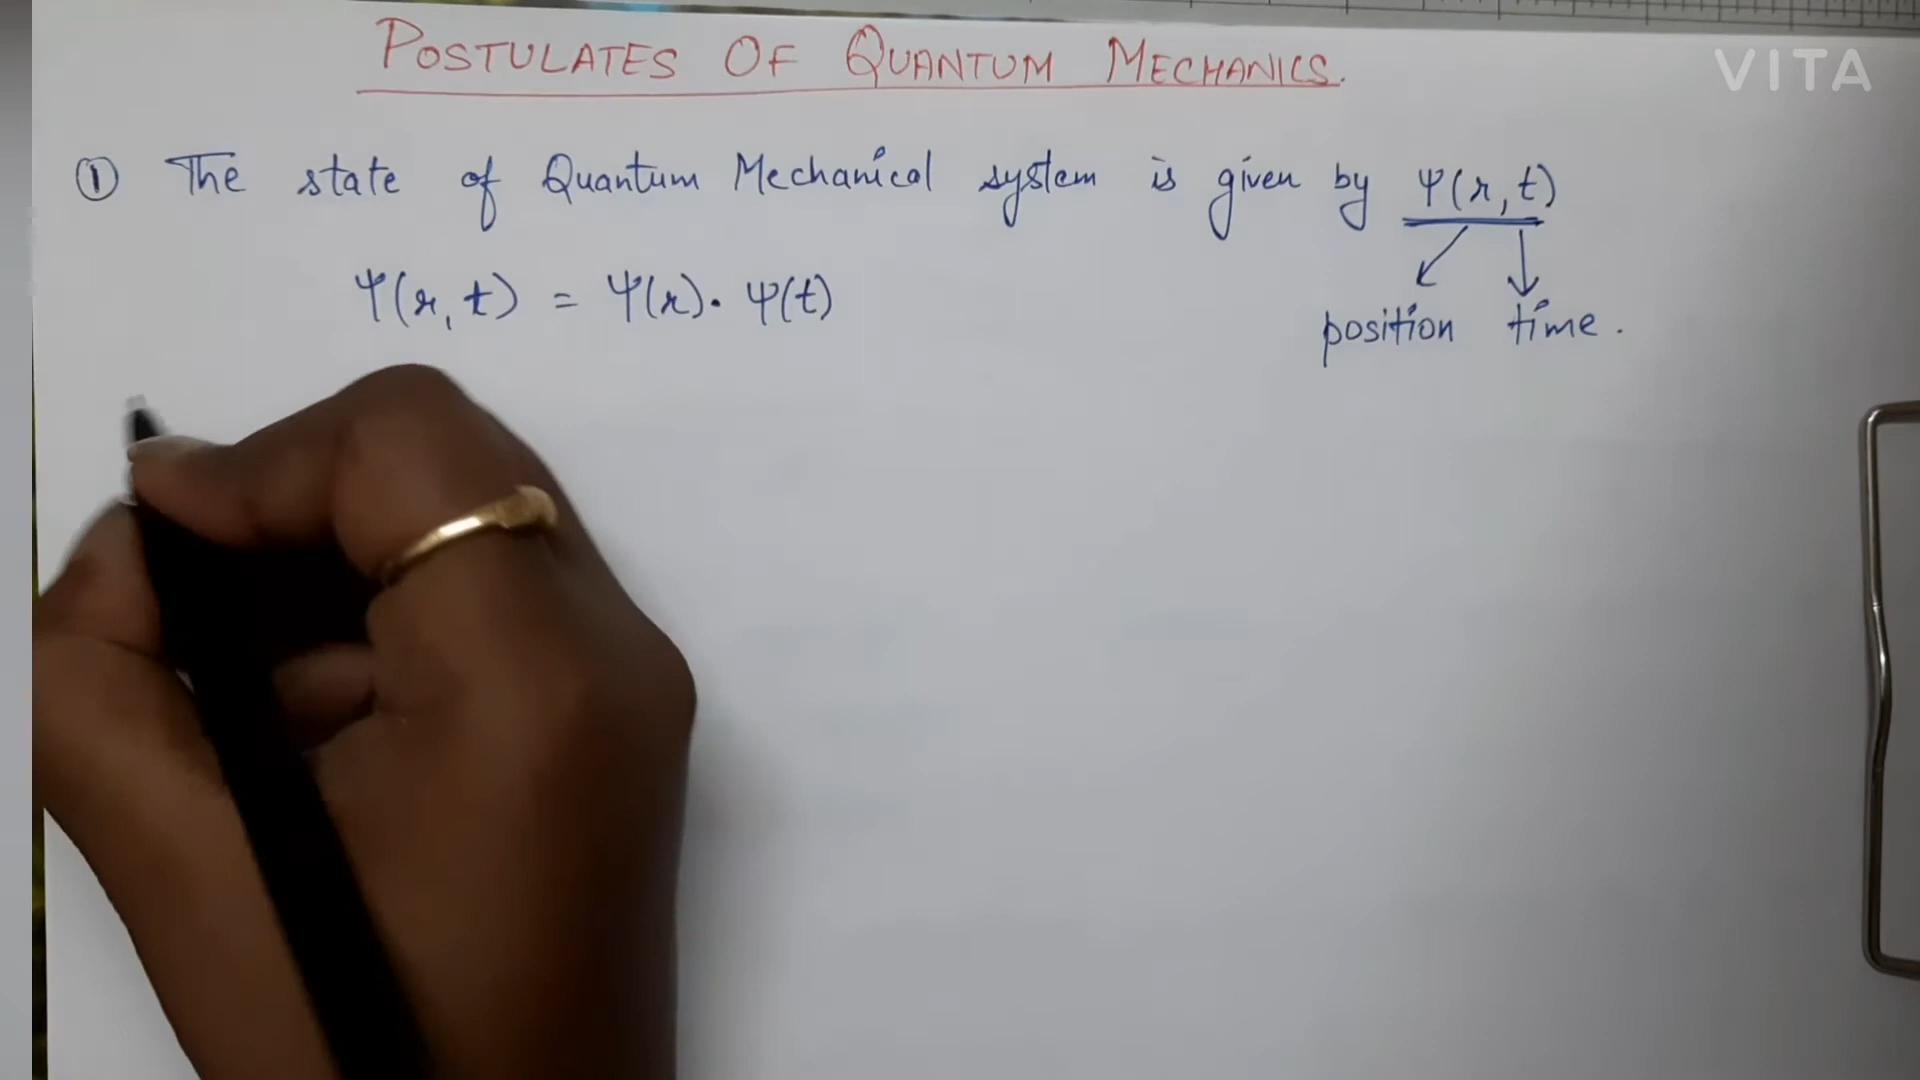 POSTULATES OF QUANTUM MECHANICS.
VITA
① The state of Quantum Mechanical system is given by Ψ(r,t)
Ψ(r,t) = Ψ(r). Ψ(t)
position time.